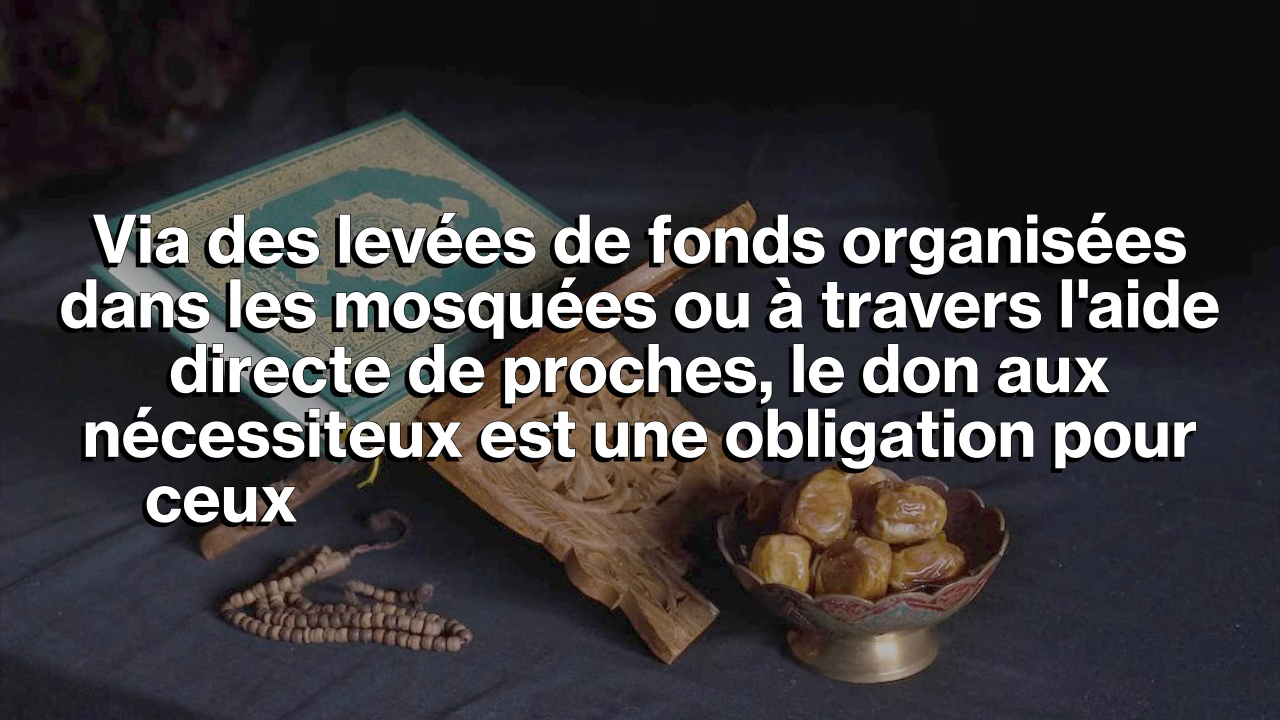 Via des levées de fonds organisées
dans les mosquées ou à travers l'aide
directe de proches, le don aux
nécessiteux est une obligation pour
ceux